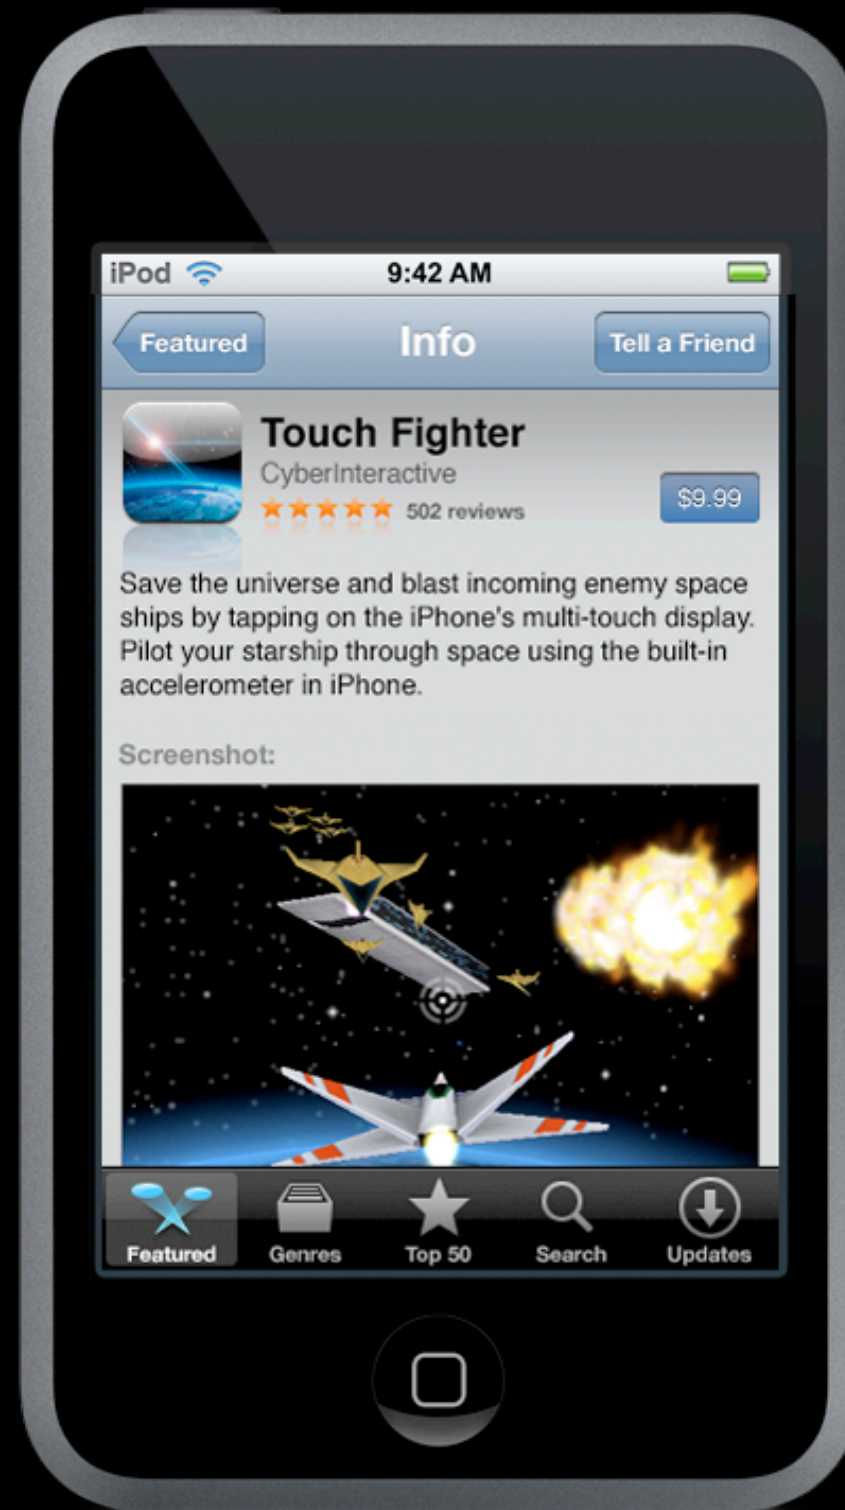 iPod 9:42 AM
Featured Info Tell a Friend
Touch Fighter
CyberInteractive
502 reviews $9.99
Save the universe and blast incoming enemy space
ships by tapping on the iPhone's multi-touch display.
Pilot your starship through space using the built-in
accelerometer in iPhone.
Screenshot:
Featured Genres Top 50 Search Updates